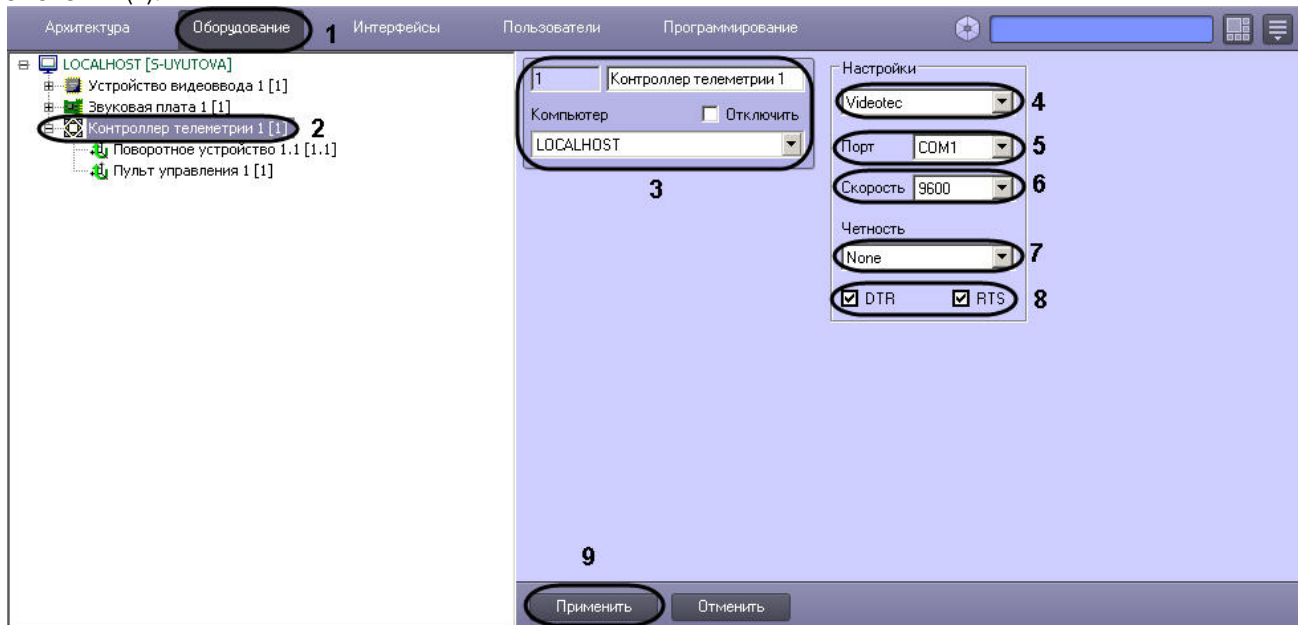 Архитектура Оборудование 1 Интерфейсы Пользователи Программирование
LOCALHOST [S-UYUTOVA]
Устройство видеоввода 1 [1]
Звуковая плата 1 [1]
Контроллер телеметрии 1 [1] 2
Поворотное устройство 1.1 [1.1]
Пульт управления 1 [1]
1 Контроллер телеметрии 1
Компьютер Отключить
LOCALHOST
3
Настройки
Videotec 4
Порт COM1 5
Скорость 9600 6
Четность
None 7
DTR RTS 8
9
Применить Отменить